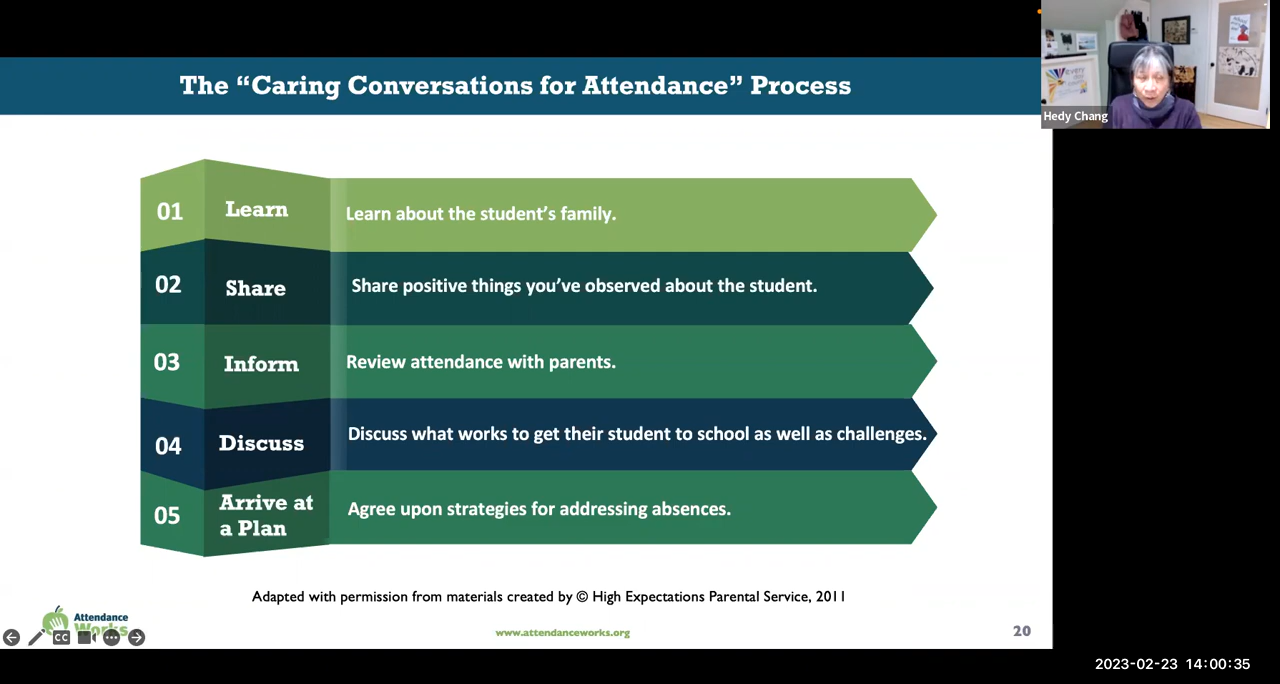 The “Caring Conversations for Attendance” Process
Hedy Chang
01 Learn Learn about the student’s family.
02 Share Share positive things you’ve observed about the student.
03 Inform Review attendance with parents.
04 Discuss Discuss what works to get their student to school as well as challenges.
05 Arrive at a Plan Agree upon strategies for addressing absences.
Adapted with permission from materials created by © High Expectations Parental Service, 2011
Attendance
Works
CC
www.attendanceworks.org
20
2023-02-23 14:00:35